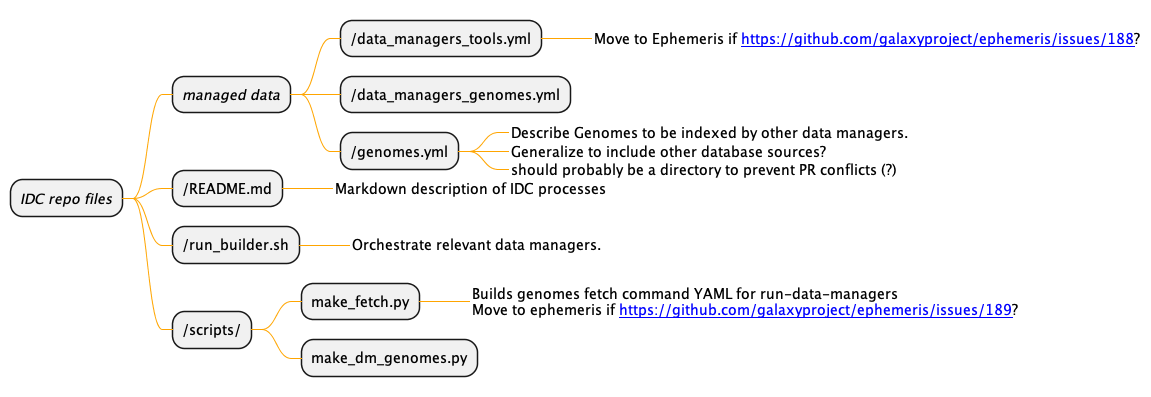 IDC repo files
managed data
/data_managers_tools.yml
Move to Ephemeris if https://github.com/galaxyproject/ephemeris/issues/188?
/data_managers_genomes.yml
/genomes.yml
Describe Genomes to be indexed by other data managers.
Generalize to include other database sources?
should probably be a directory to prevent PR conflicts (?)
/README.md
Markdown description of IDC processes
/run_builder.sh
Orchestrate relevant data managers.
/scripts/
make_fetch.py
Builds genomes fetch command YAML for run-data-managers
Move to ephemeris if https://github.com/galaxyproject/ephemeris/issues/189?
make_dm_genomes.py